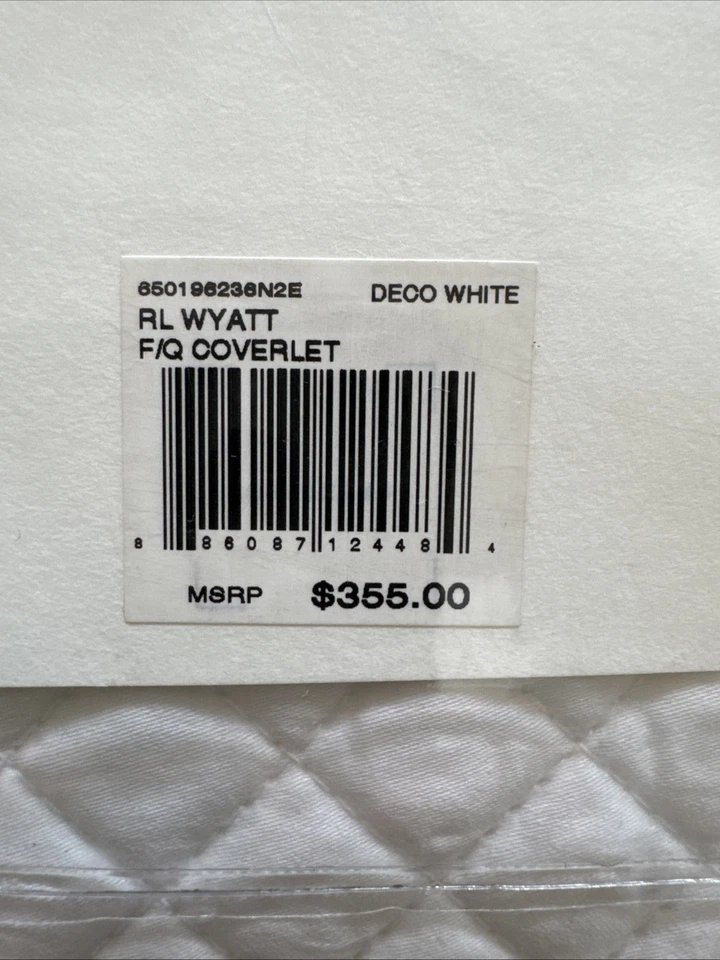 650196236N2E DECO WHITE
RL WYATT
F/Q COVERLET
8 86087 12448 4
MSRP $355.00